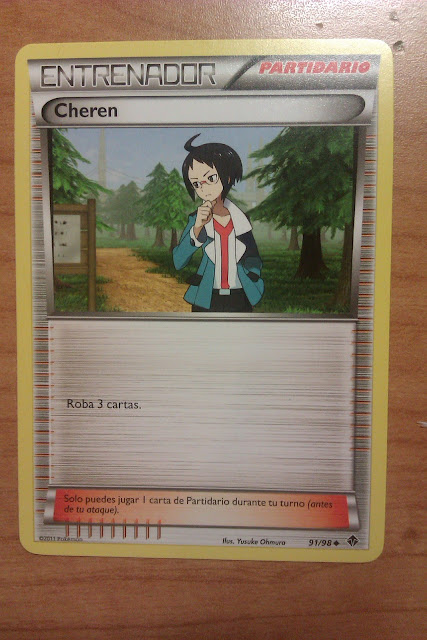 ENTRENADOR PARTIDARIO
Cheren
Roba 3 cartas.
Solo puedes jugar 1 carta de Partidario durante tu turno (antes
de tu ataque).
©2011 Pokémon Ilus. Yusuke Ohmura 91/98